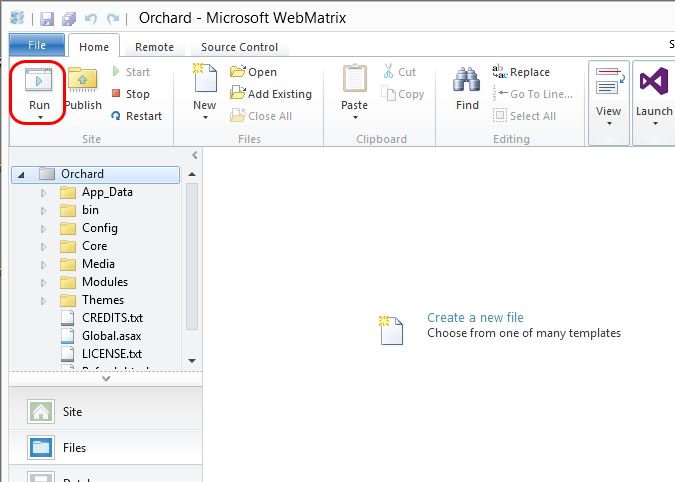 Orchard - Microsoft WebMatrix
File Home Remote Source Control S
Run Publish Start Stop Restart
Site
New Open Add Existing Close All
Files
Paste Cut Copy
Clipboard
Find Replace Go To Line... Select All
Editing
View Launch
Orchard
App_Data
bin
Config
Core
Media
Modules
Themes
CREDITS.txt
Global.asax
LICENSE.txt
Create a new file
Choose from one of many templates
Site
Files